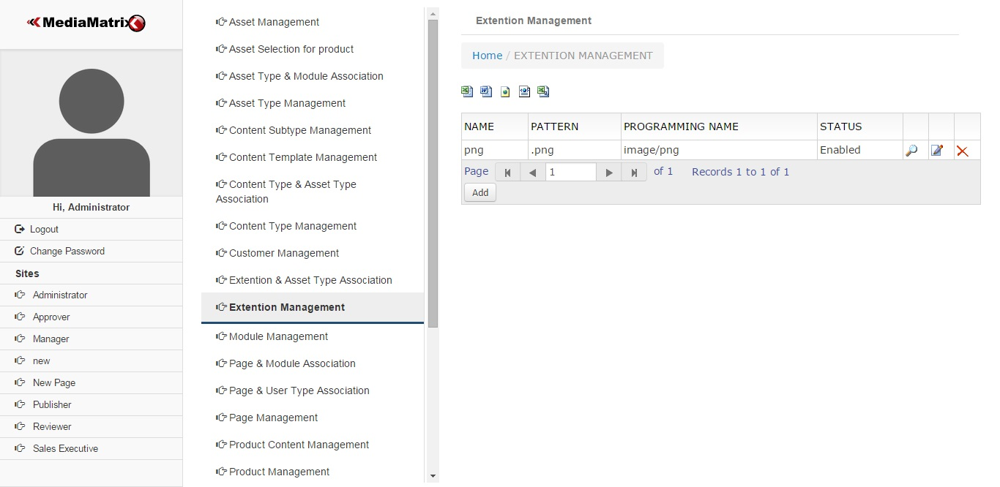 MediaMatrix
Hi, Administrator
Logout
Change Password
Sites
Administrator
Approver
Manager
new
New Page
Publisher
Reviewer
Sales Executive
Asset Management
Asset Selection for product
Asset Type & Module Association
Asset Type Management
Content Subtype Management
Content Template Management
Content Type & Asset Type
Association
Content Type Management
Customer Management
Extention & Asset Type Association
Extention Management
Module Management
Page & Module Association
Page & User Type Association
Page Management
Product Content Management
Product Management
Extention Management
Home / EXTENTION MANAGEMENT
NAME PATTERN PROGRAMMING NAME STATUS
png .png image/png Enabled
Page 1 of 1 Records 1 to 1 of 1
Add